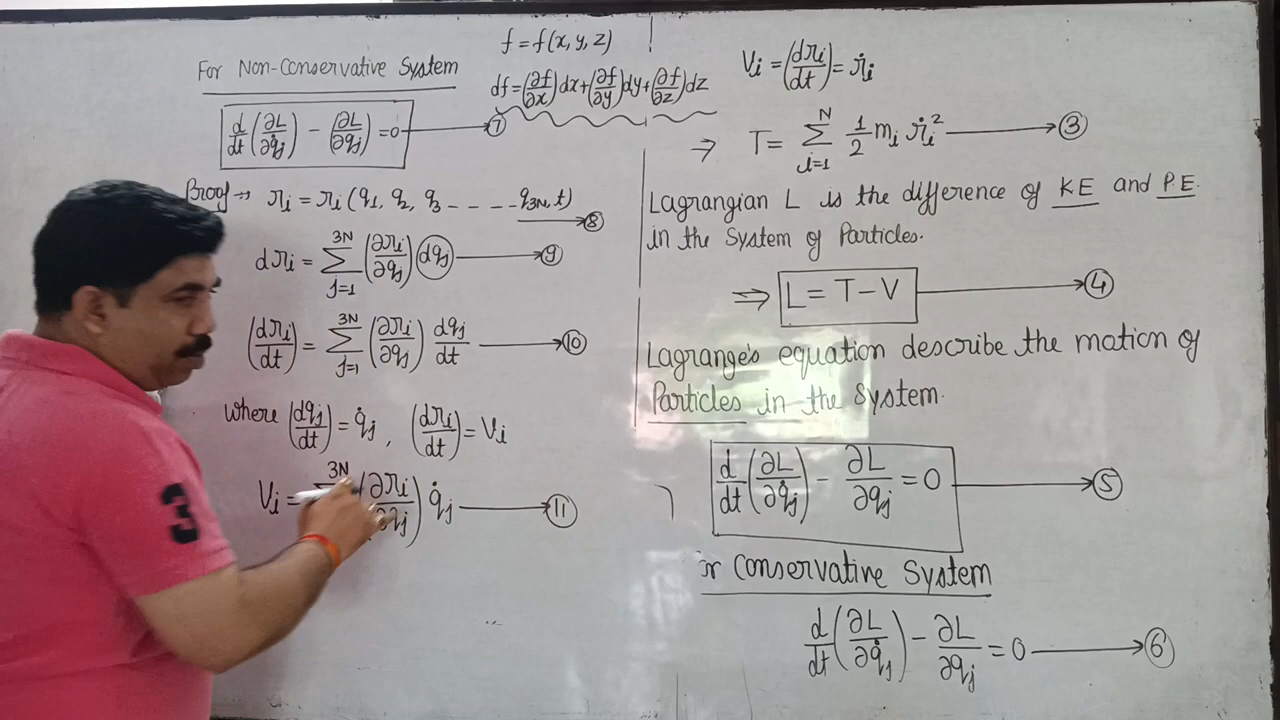 For Non-Conservative System
d/dt(∂L/∂q̇j) − (∂L/∂qj) = 0 ⟶ ⑦
f = f(x, y, z)
df = (∂f/∂x)dx + (∂f/∂y)dy + (∂f/∂z)dz
Proof → ri = ri (q1, q2, q3 - - - - - q3N, t) ⟶ ⑧
dri = 3N∑j=1 (∂ri/∂qj) dqj ⟶ ⑨
(dri/dt) = 3N∑j=1 (∂ri/∂qj) dqj/dt ⟶ ⑩
Where (dqj/dt) = q̇j , (dri/dt) = Vi
Vi = 3N∑ (∂ri/∂qj) q̇j ⟶ ⑪
3
Vi = (dri/dt) = ṙi
⇒ T = N∑i=1 1/2 mi ṙi² ⟶ ③
Lagrangian L is the difference of KE and P.E.
in the System of Particles.
⇒ L = T − V ⟶ ④
Lagrange's equation describe the motion of
Particles in the System.
d/dt(∂L/∂q̇j) − ∂L/∂qj = 0 ⟶ ⑤
Conservative System
d/dt(∂L/∂q̇j) − ∂L/∂qj = 0 ⟶ ⑥